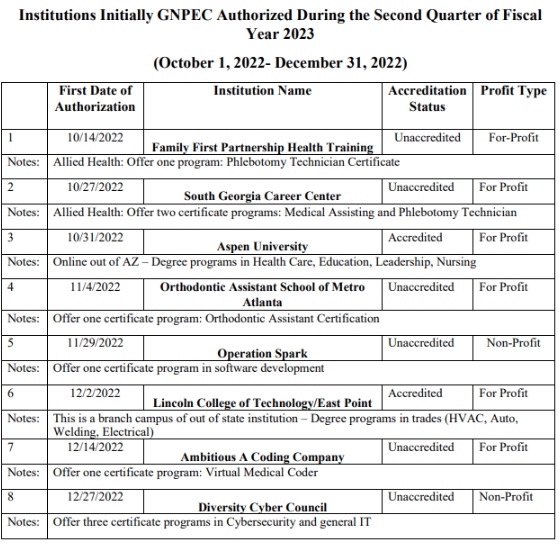 Institutions Initially GNPEC Authorized During the Second Quarter of Fiscal
Year 2023
(October 1, 2022- December 31, 2022)
First Date of Authorization Institution Name Accreditation Status Profit Type
1 10/14/2022 Family First Partnership Health Training Unaccredited For-Profit
Notes: Allied Health: Offer one program: Phlebotomy Technician Certificate
2 10/27/2022 South Georgia Career Center Unaccredited For Profit
Notes: Allied Health: Offer two certificate programs: Medical Assisting and Phlebotomy Technician
3 10/31/2022 Aspen University Accredited For Profit
Notes: Online out of AZ – Degree programs in Health Care, Education, Leadership, Nursing
4 11/4/2022 Orthodontic Assistant School of Metro Atlanta Unaccredited For Profit
Notes: Offer one certificate program: Orthodontic Assistant Certification
5 11/29/2022 Operation Spark Unaccredited Non-Profit
Notes: Offer one certificate program in software development
6 12/2/2022 Lincoln College of Technology/East Point Accredited For Profit
Notes: This is a branch campus of out of state institution – Degree programs in trades (HVAC, Auto,
Welding, Electrical)
7 12/14/2022 Ambitious A Coding Company Unaccredited For Profit
Notes: Offer one certificate program: Virtual Medical Coder
8 12/27/2022 Diversity Cyber Council Unaccredited Non-Profit
Notes: Offer three certificate programs in Cybersecurity and general IT